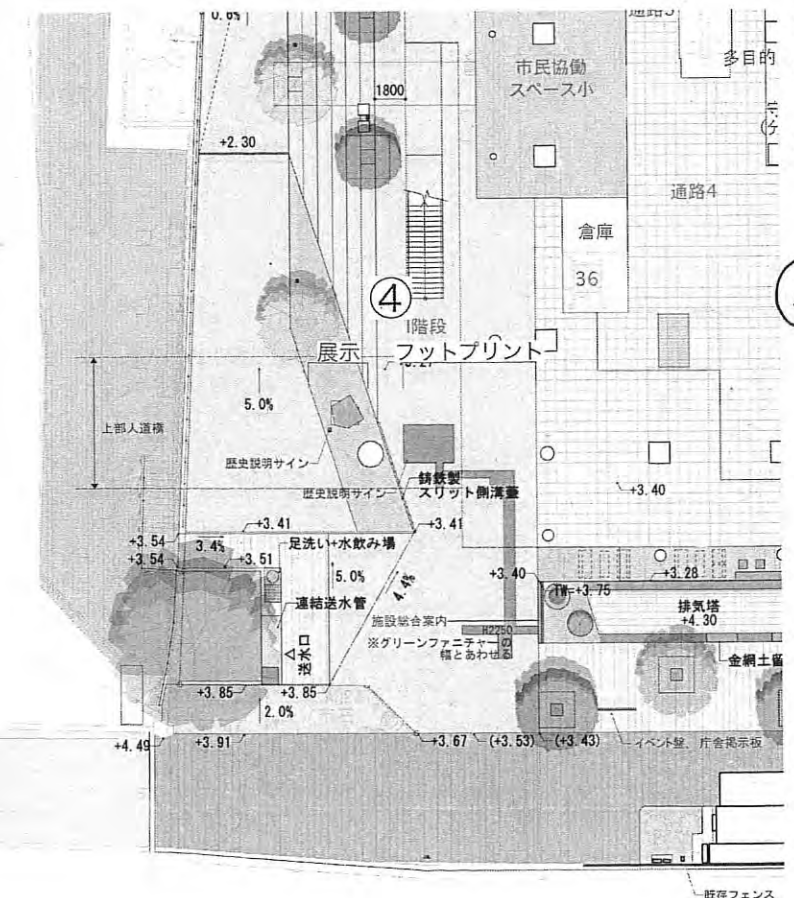 0.6%
通路3
市民協働
スペース小
多目的
1800
+2.30
通路4
倉庫
36
④
1階段
展示　フットプリント
5.0%
上部人道橋
歴史説明サイン
歴史説明サイン
鋳鉄製
スリット側溝蓋
+3.40
+3.41
+3.41
+3.54
3.4%
足洗い+水飲み場
+3.54
+3.51
5.0%
4.4%
+3.40
+3.28
TW=+3.75
連結送水管
排気塔
+4.30
施設総合案内
H2250
※グリーンファニチャー
幅とあわせる
送水口
金網土留
+3.85
+3.85
2.0%
+4.49
+3.91
+3.67
(+3.53)
(+3.43)
イベント盤、庁舎掲示板
既存フェンス